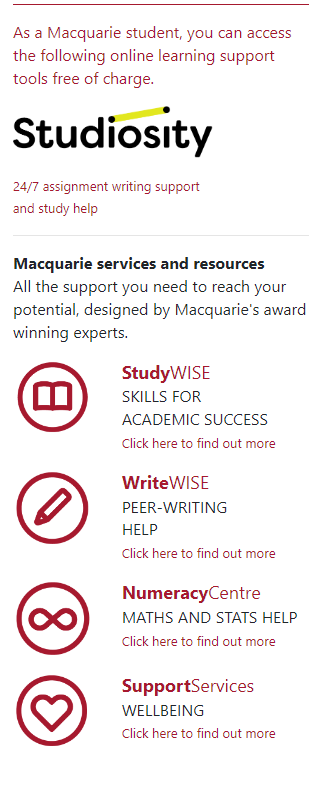 As a Macquarie student, you can access
the following online learning support
tools free of charge.
Studiosity
24/7 assignment writing support
and study help
Macquarie services and resources
All the support you need to reach your
potential, designed by Macquarie's award
winning experts.
StudyWISE
SKILLS FOR
ACADEMIC SUCCESS
Click here to find out more
WriteWISE
PEER-WRITING
HELP
Click here to find out more
NumeracyCentre
MATHS AND STATS HELP
Click here to find out more
SupportServices
WELLBEING
Click here to find out more